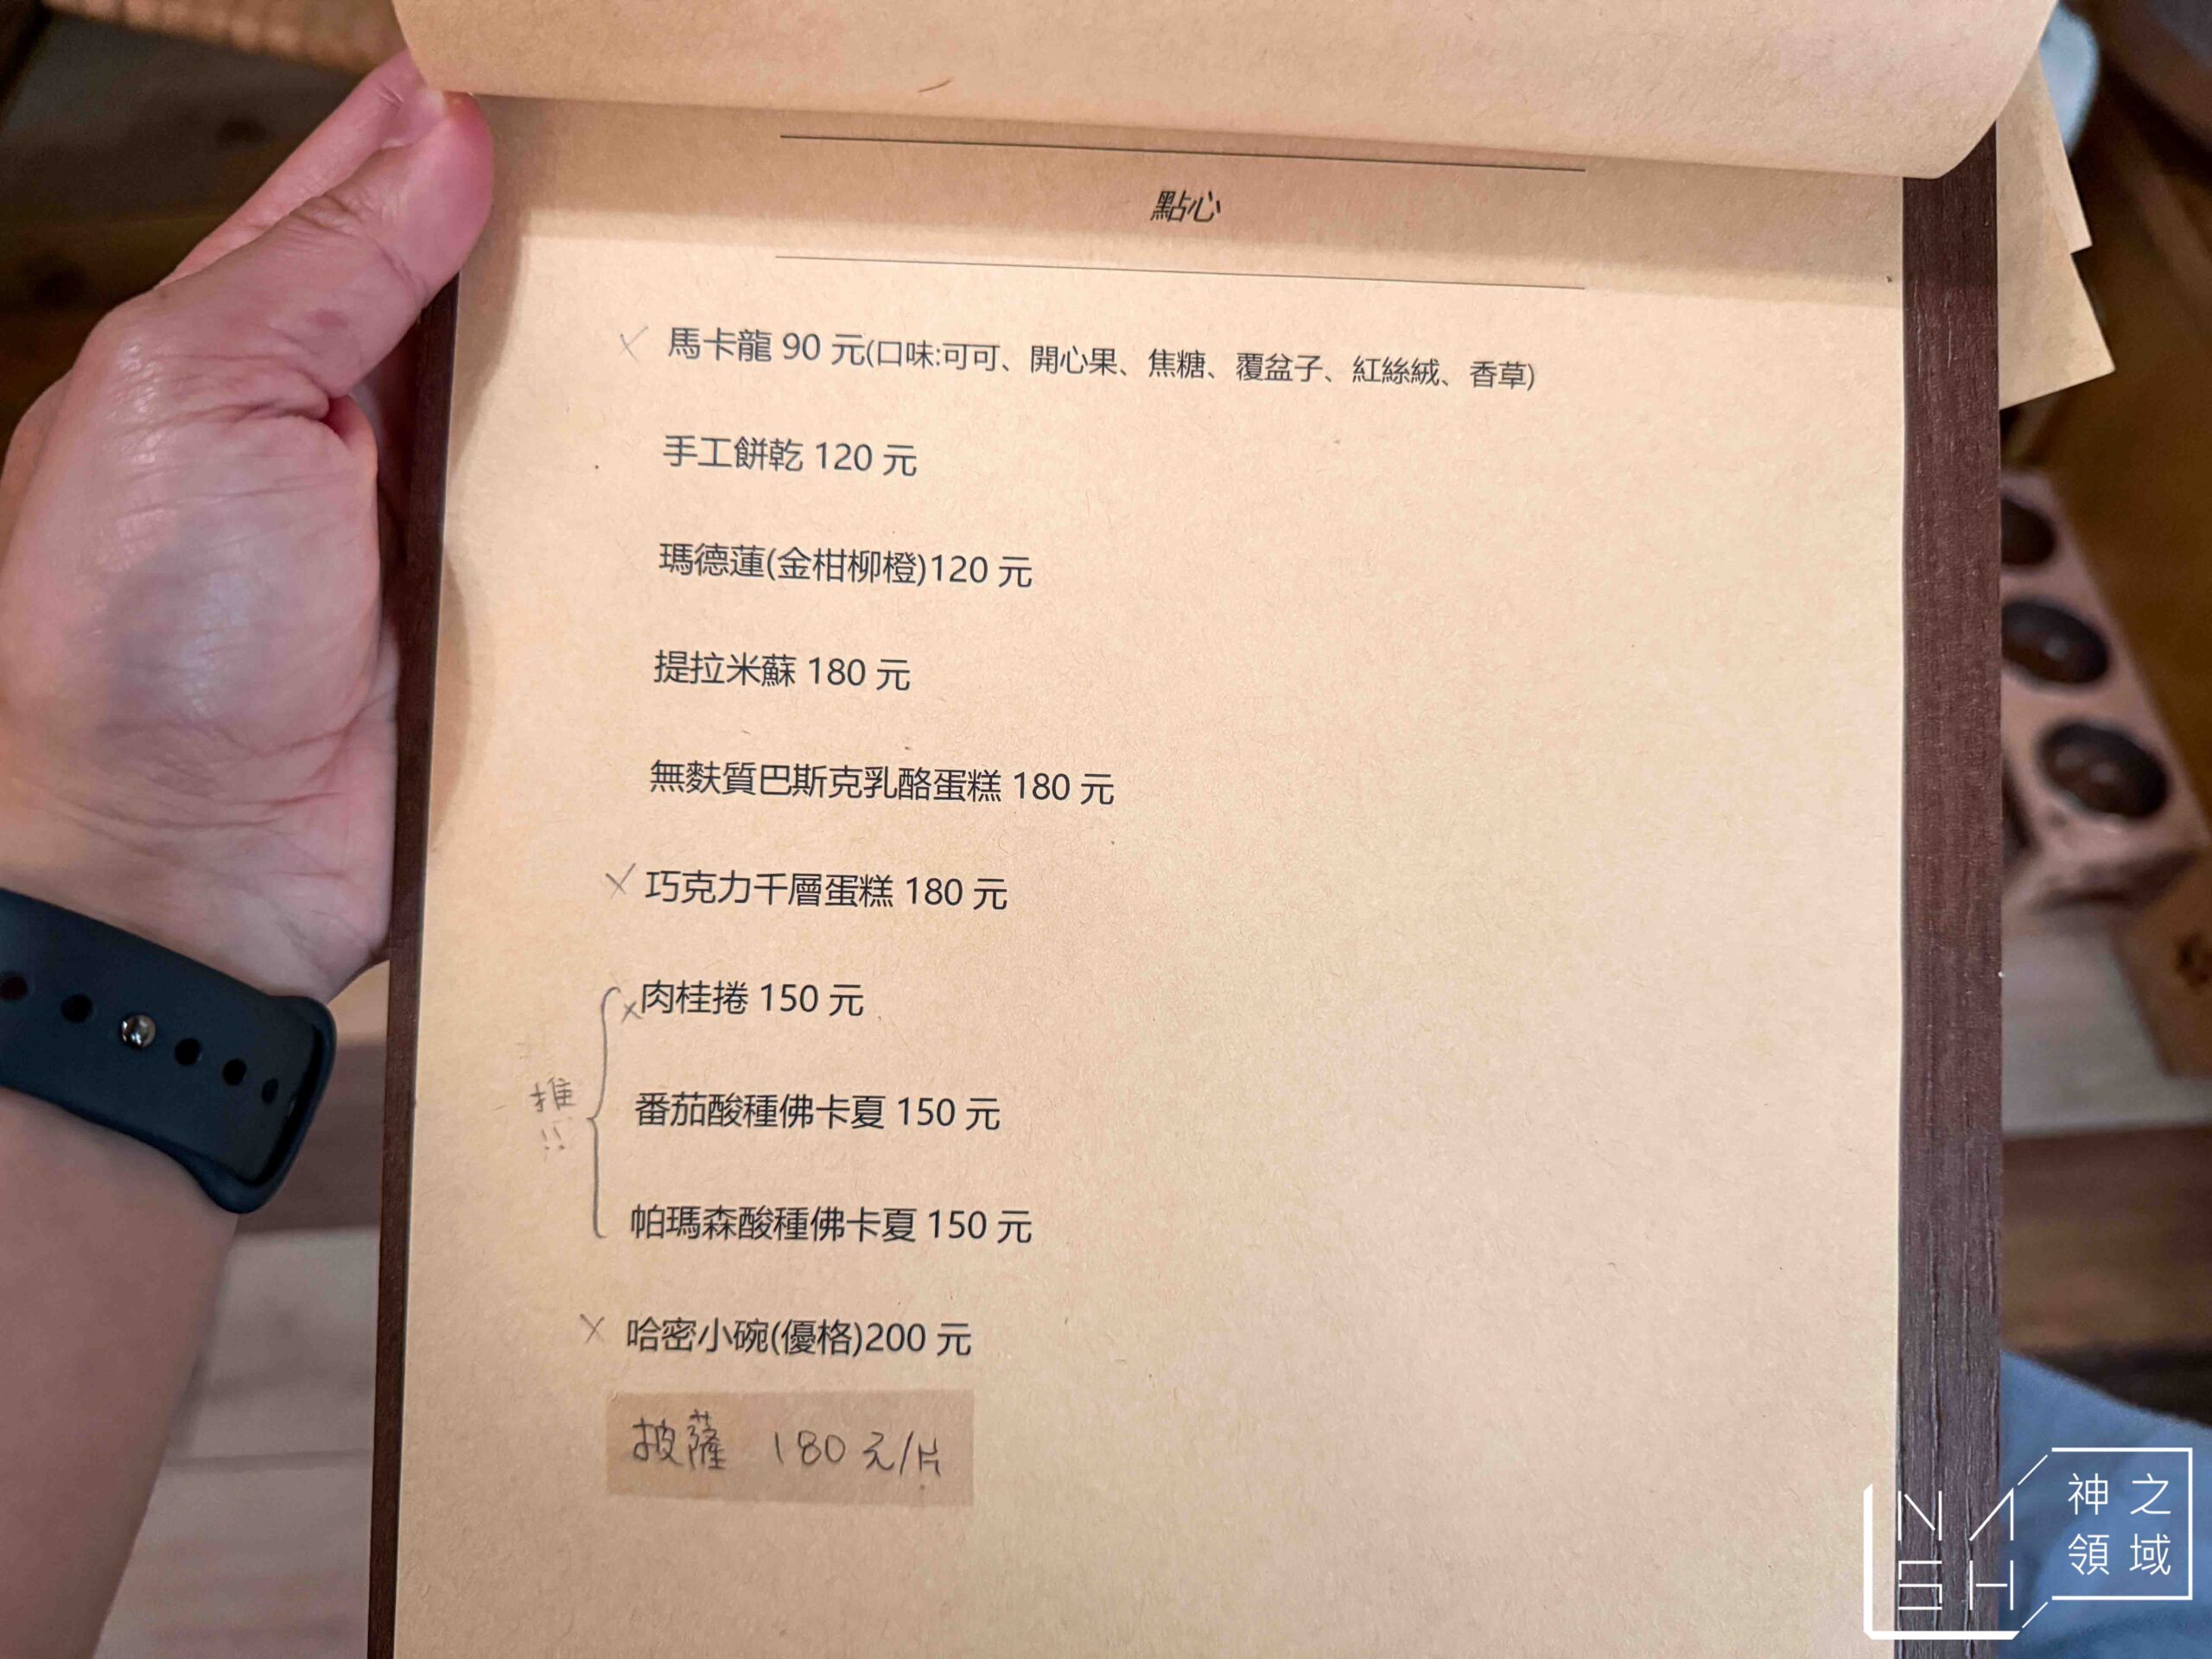 點心
× 馬卡龍 90 元(口味:可可、開心果、焦糖、覆盆子、紅絲絨、香草)
手工餅乾 120 元
瑪德蓮(金柑柳橙)120 元
提拉米蘇 180 元
無麩質巴斯克乳酪蛋糕 180 元
× 巧克力千層蛋糕 180 元
× 肉桂捲 150 元
推!!
番茄酸種佛卡夏 150 元
帕瑪森酸種佛卡夏 150 元
× 哈密小碗(優格)200 元
披薩 180 元/片
NASH
神之領域